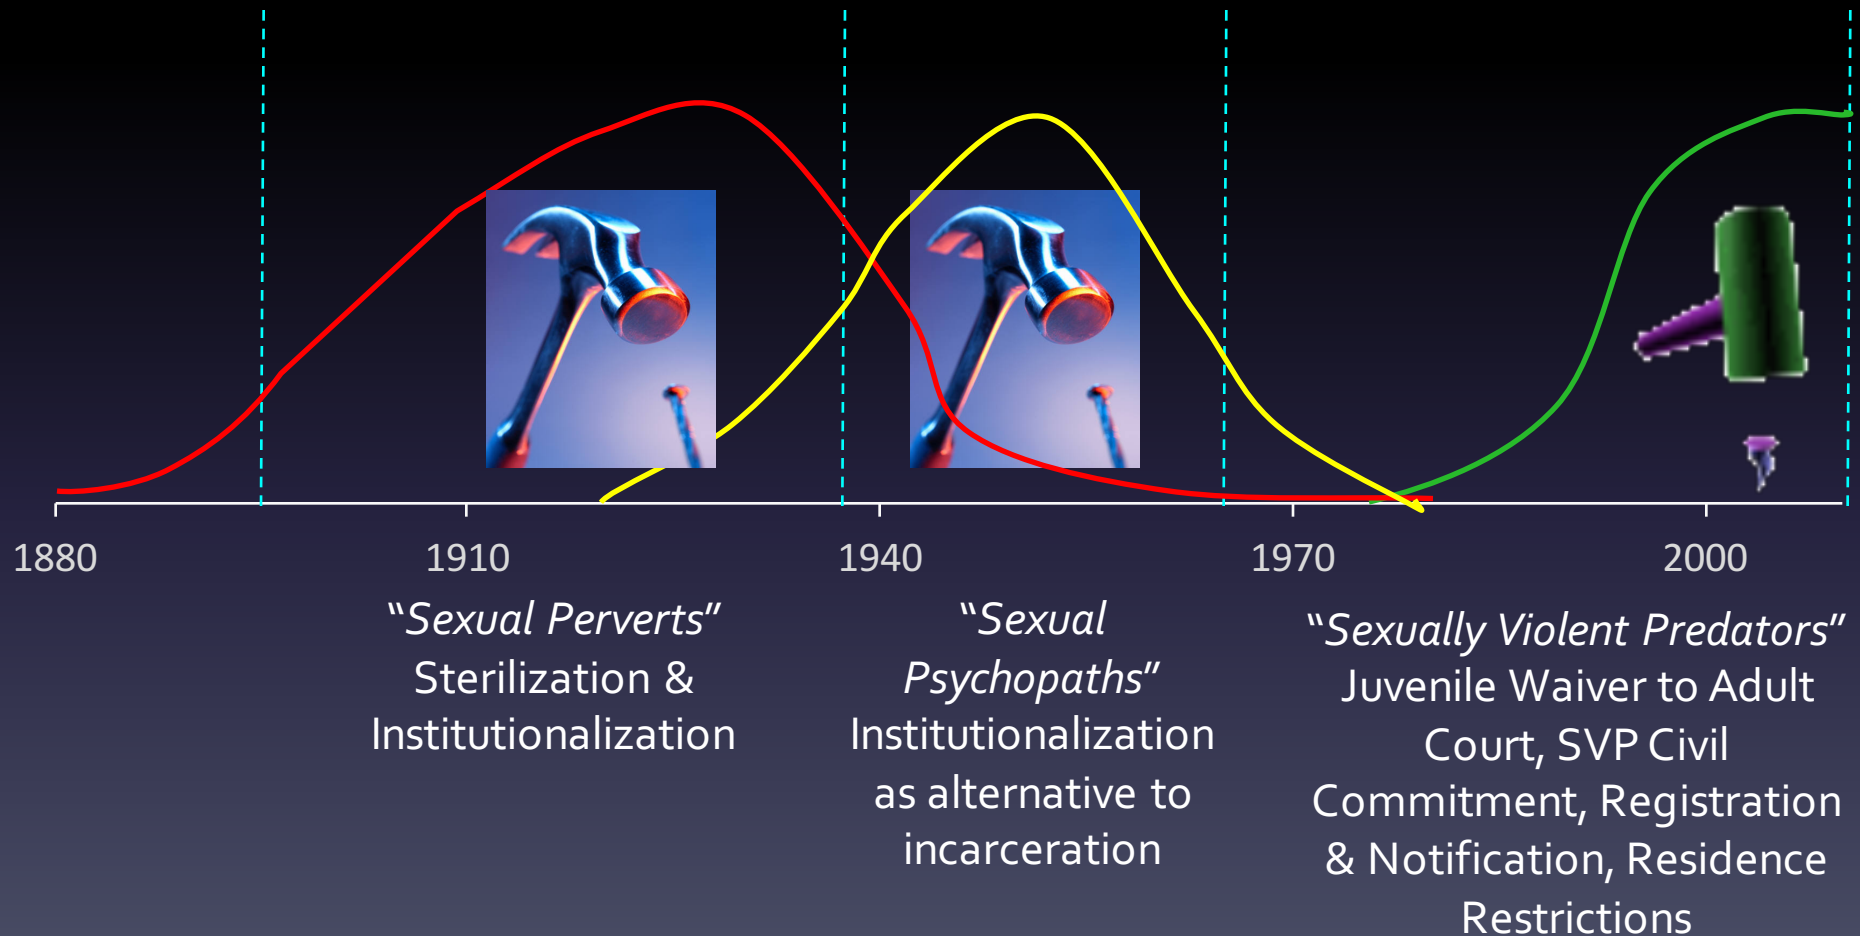 1880 1910 1940 1970 2000
“Sexual Perverts”
Sterilization &
Institutionalization
“Sexual
Psychopaths”
Institutionalization
as alternative to
incarceration
“Sexually Violent Predators”
Juvenile Waiver to Adult
Court, SVP Civil
Commitment, Registration
& Notification, Residence
Restrictions